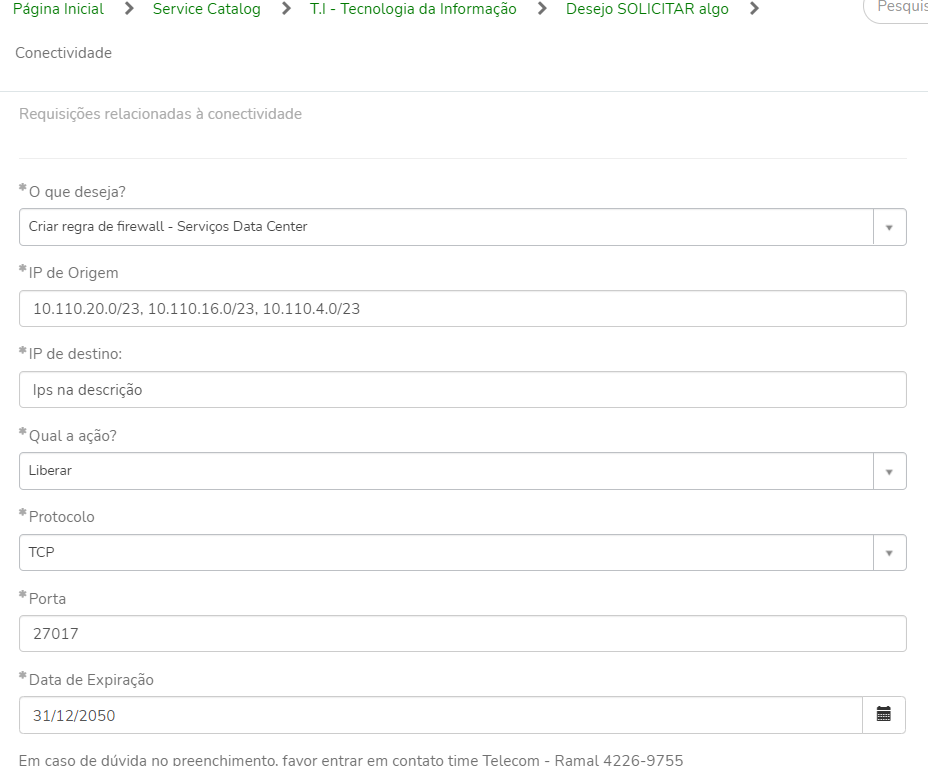 Página Inicial > Service Catalog > T.I - Tecnologia da Informação > Desejo SOLICITAR algo >
Conectividade
Requisições relacionadas à conectividade
*O que deseja?
Criar regra de firewall - Serviços Data Center
*IP de Origem
10.110.20.0/23, 10.110.16.0/23, 10.110.4.0/23
*IP de destino:
Ips na descrição
*Qual a ação?
Liberar
*Protocolo
TCP
*Porta
27017
*Data de Expiração
31/12/2050
Em caso de dúvida no preenchimento, favor entrar em contato time Telecom - Ramal 4226-9755